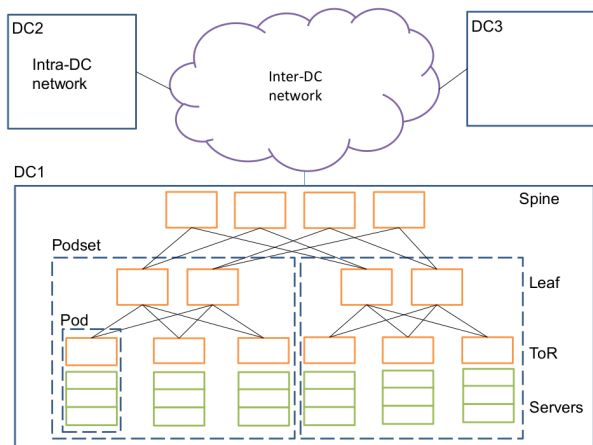 DC2
DC3
Intra-DC
network
Inter-DC
network
DC1
Spine
Podset
Leaf
Pod
ToR
Servers